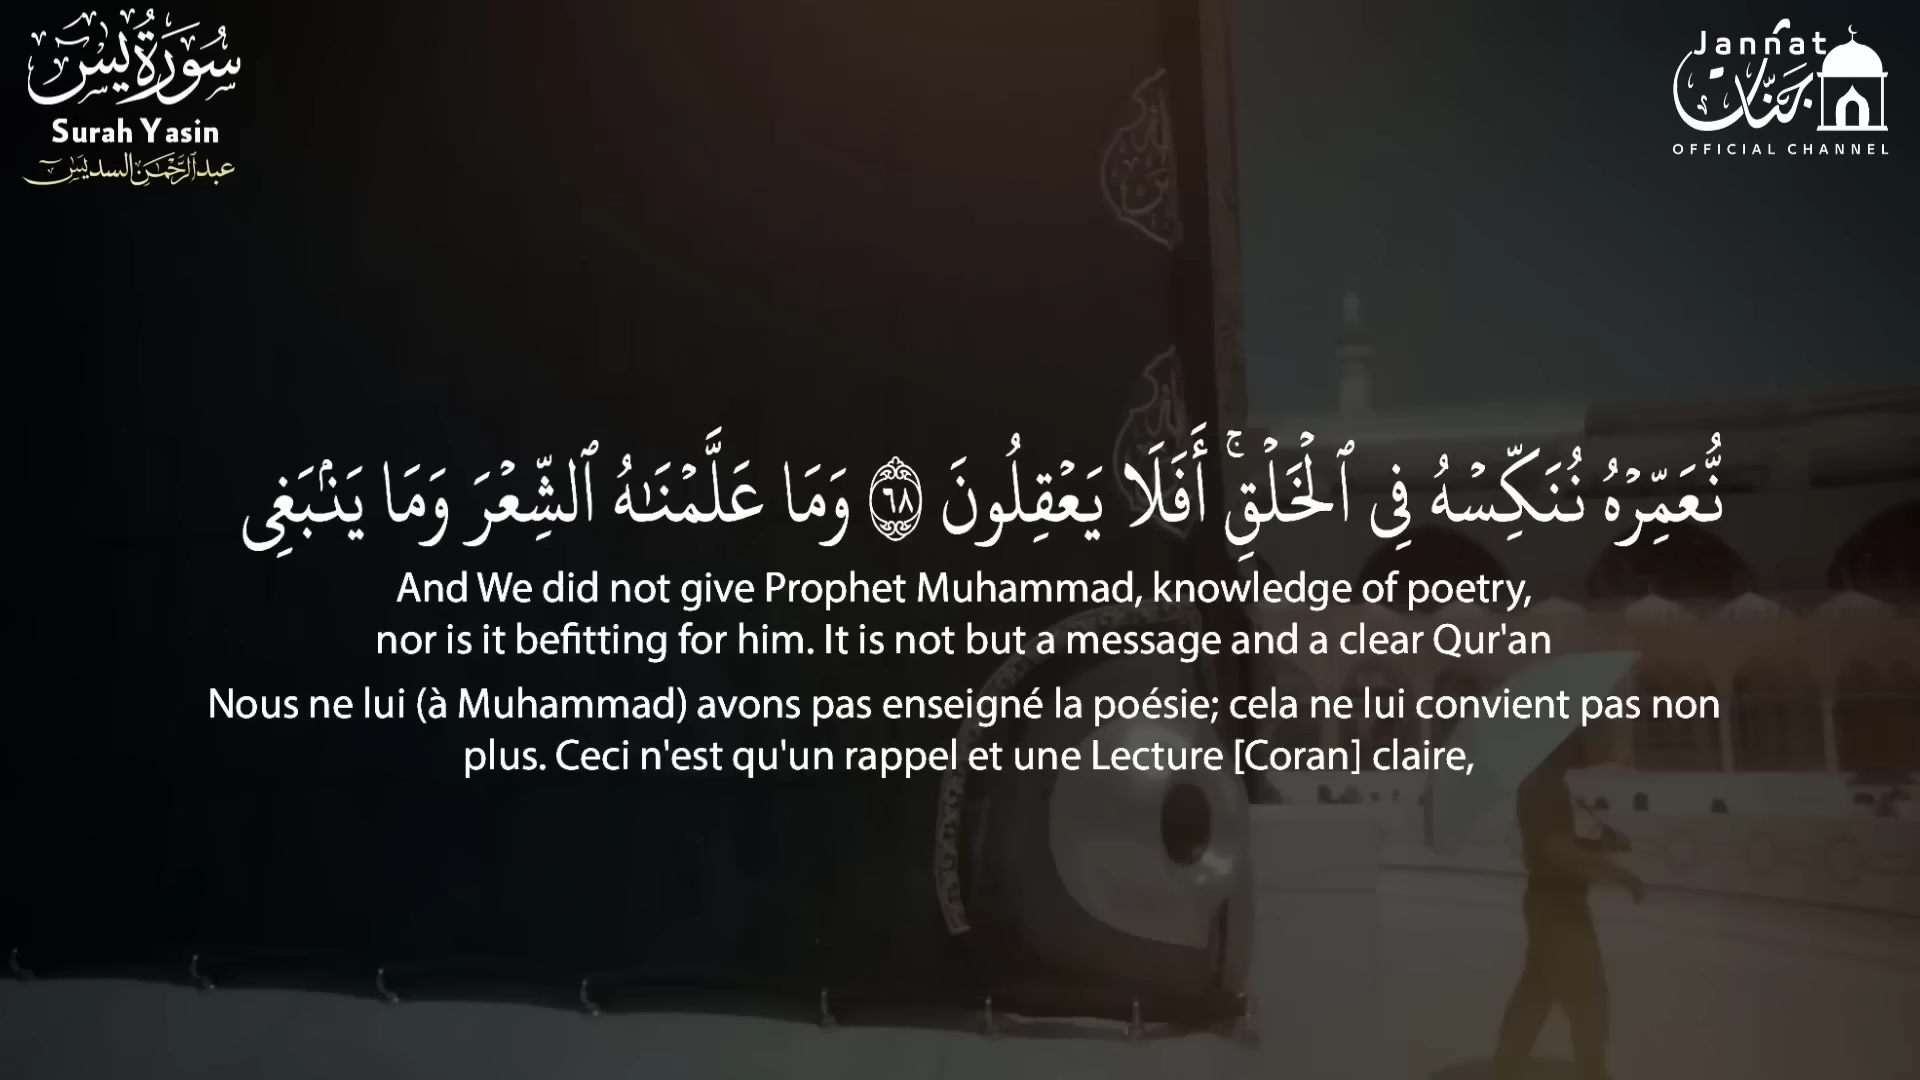 سُورَةُ يسٓ
Surah Yasin
عبد الرَّحْمَٰن السديس
Jannat
جَنَّات
OFFICIAL CHANNEL
نُّعَمِّرْهُ نُنَكِّسْهُ فِى ٱلْخَلْقِ ۚ أَفَلَا يَعْقِلُونَ ٦٨ وَمَا عَلَّمْنَٰهُ ٱلشِّعْرَ وَمَا يَنۢبَغِى
And We did not give Prophet Muhammad, knowledge of poetry,
nor is it befitting for him. It is not but a message and a clear Qur'an
Nous ne lui (à Muhammad) avons pas enseigné la poésie; cela ne lui convient pas non
plus. Ceci n'est qu'un rappel et une Lecture [Coran] claire,